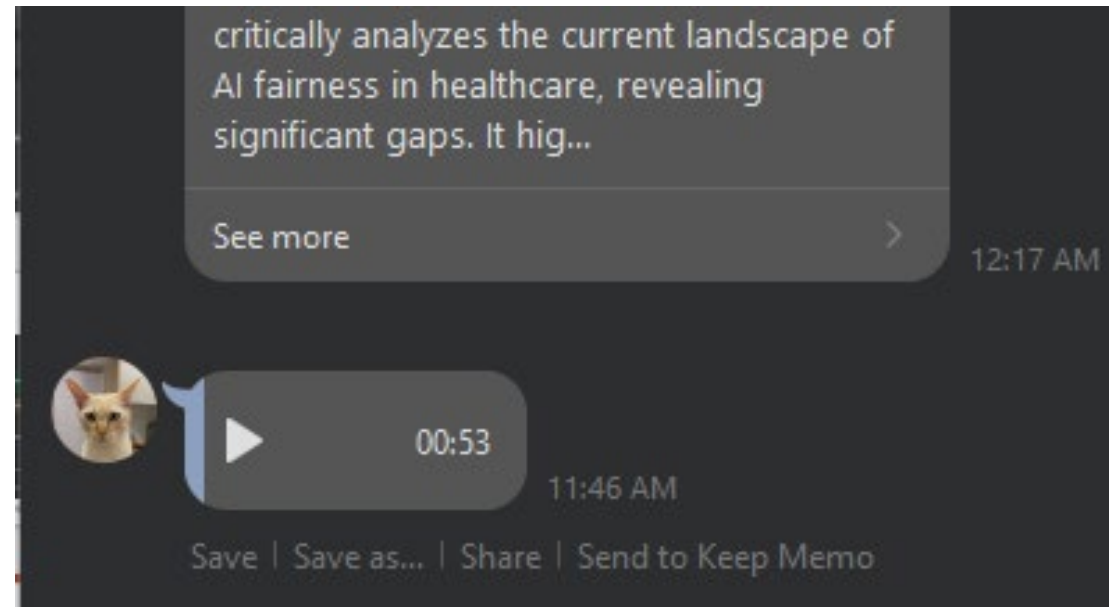 critically analyzes the current landscape of
AI fairness in healthcare, revealing
significant gaps. It hig...
See more
12:17 AM
00:53
11:46 AM
Save | Save as... | Share | Send to Keep Memo